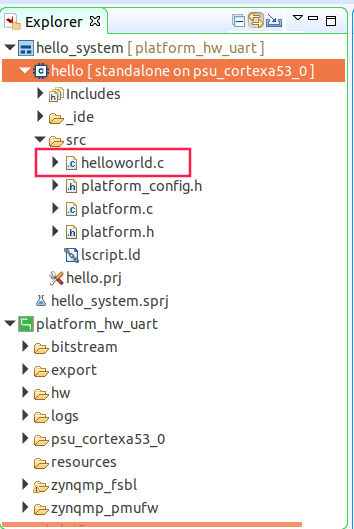 Explorer
hello_system [ platform_hw_uart ]
hello [ standalone on psu_cortexa53_0 ]
Includes
_ide
src
helloworld.c
platform_config.h
platform.c
platform.h
lscript.ld
hello.prj
hello_system.sprj
platform_hw_uart
bitstream
export
hw
logs
psu_cortexa53_0
resources
zynqmp_fsbl
zynqmp_pmufw